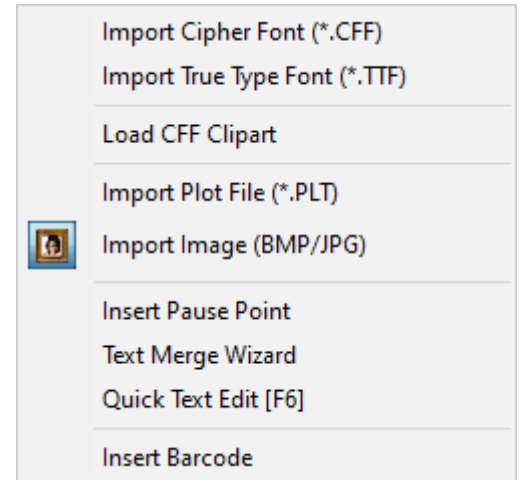 Import Cipher Font (*.CFF)
Import True Type Font (*.TTF)
Load CFF Clipart
Import Plot File (*.PLT)
Import Image (BMP/JPG)
Insert Pause Point
Text Merge Wizard
Quick Text Edit [F6]
Insert Barcode